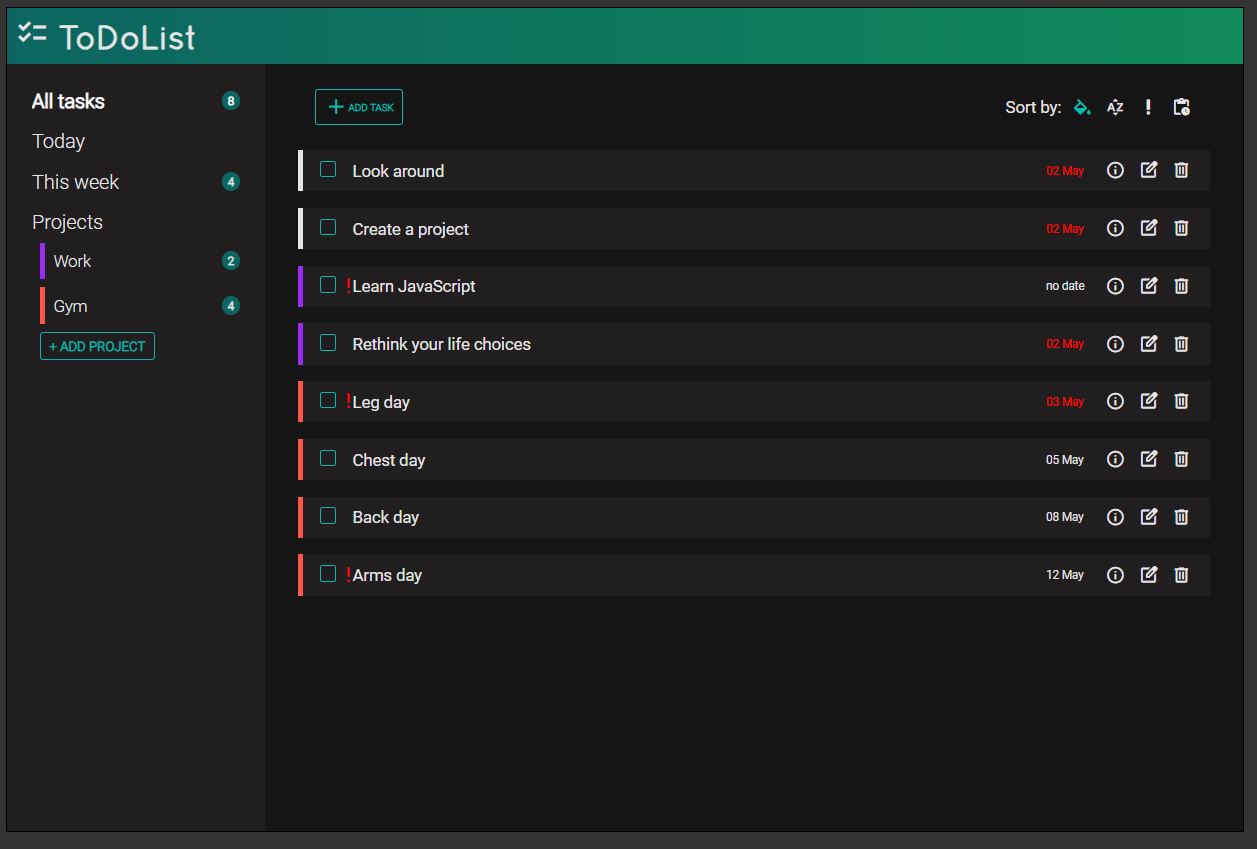 ToDoList
All tasks 8
Today
This week 4
Projects
Work 2
Gym 4
+ ADD PROJECT
ADD TASK
Sort by: AZ !
Look around 02 May
Create a project 02 May
!Learn JavaScript no date
Rethink your life choices 02 May
!Leg day 03 May
Chest day 05 May
Back day 08 May
!Arms day 12 May